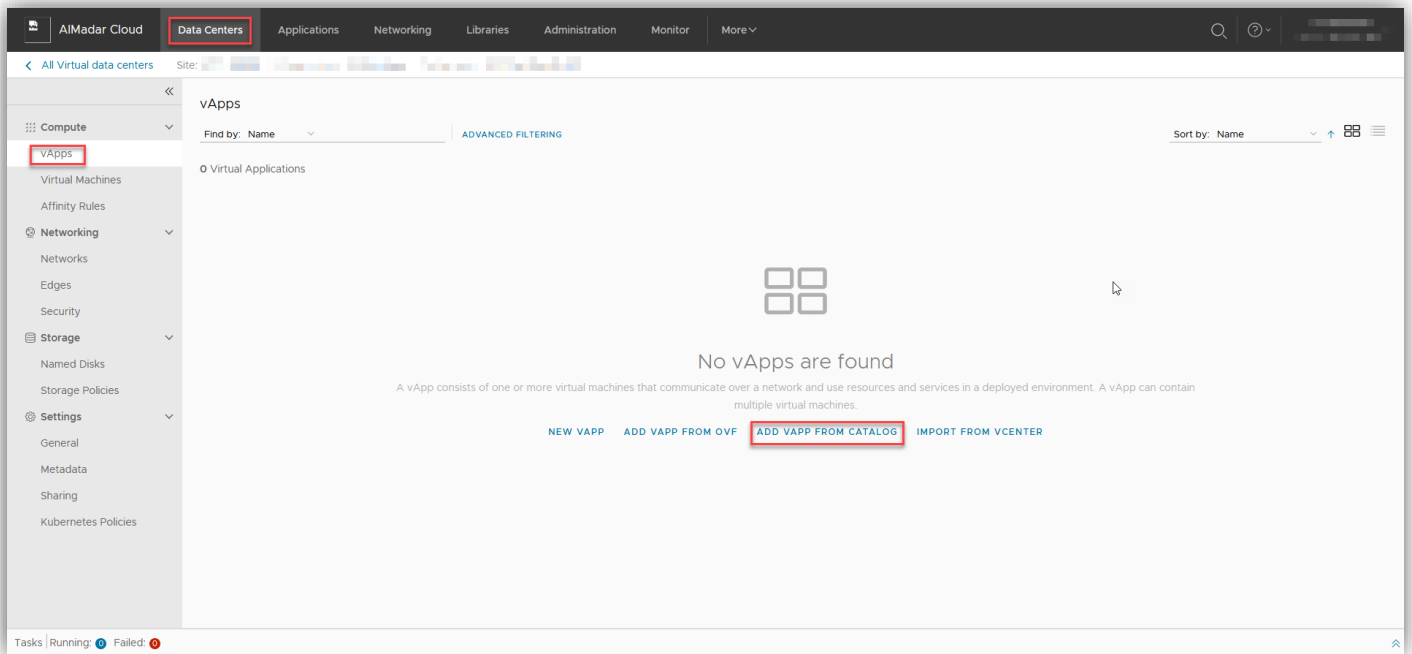 AlMadar Cloud Data Centers Applications Networking Libraries Administration Monitor More
All Virtual data centers Site:
vApps
Compute
Find by: Name ADVANCED FILTERING Sort by: Name
vApps
0 Virtual Applications
Virtual Machines
Affinity Rules
Networking
Networks
Edges
Security
Storage
No vApps are found
Named Disks
A vApp consists of one or more virtual machines that communicate over a network and use resources and services in a deployed environment. A vApp can contain
Storage Policies
multiple virtual machines.
Settings
NEW VAPP ADD VAPP FROM OVF ADD VAPP FROM CATALOG IMPORT FROM VCENTER
General
Metadata
Sharing
Kubernetes Policies
Tasks Running: 0 Failed: 0